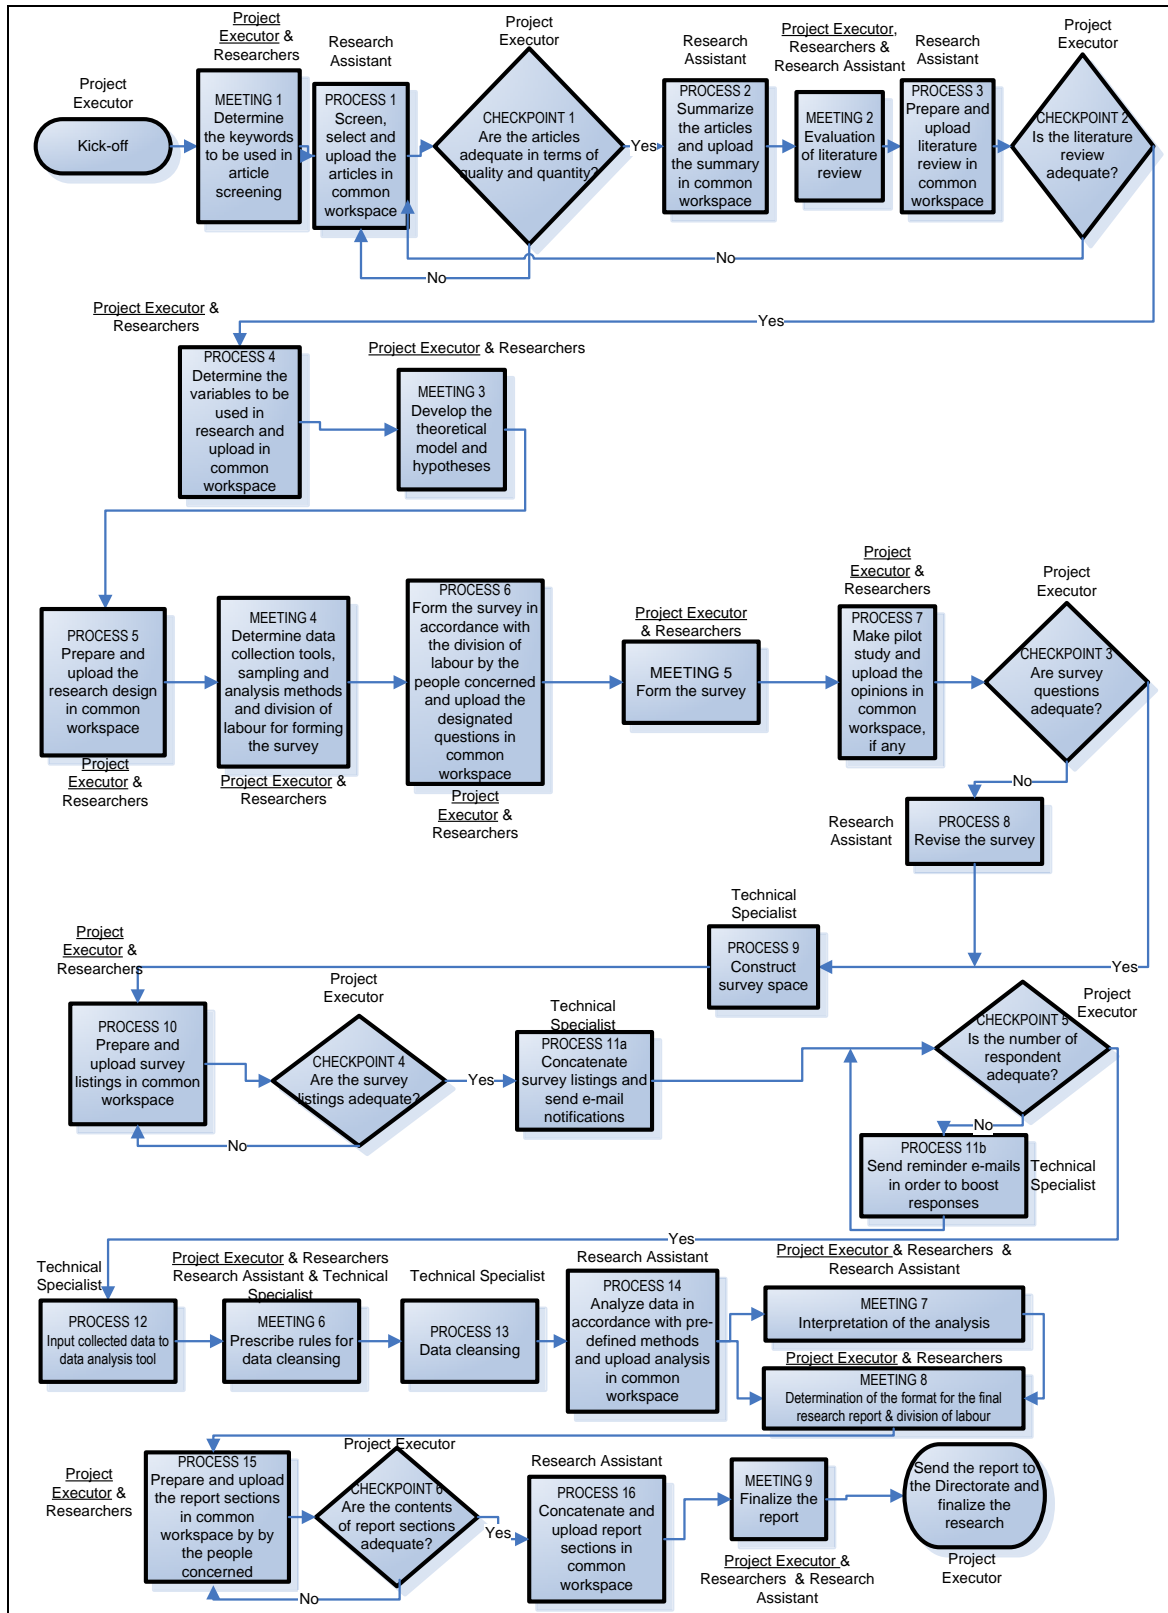 Project
Executor &
Researchers
Research
Assistant
Project
Executor
Research
Assistant
Project Executor,
Researchers &
Research Assistant
Research
Assistant
Project
Executor
Project
Executor
Kick-off
MEETING 1
Determine
the keywords
to be used in
article
screening
PROCESS 1
Screen,
select and
upload the
articles in
common
workspace
CHECKPOINT 1
Are the articles
adequate in terms of
quality and quantity?
Yes
PROCESS 2
Summarize
the articles
and upload
the summary
in common
workspace
MEETING 2
Evaluation
of literature
review
PROCESS 3
Prepare and
upload
literature
review in
common
workspace
CHECKPOINT 2
Is the literature
review
adequate?
No
No
Yes
Project Executor &
Researchers
PROCESS 4
Determine the
variables to be
used in
research and
upload in
common
workspace
Project Executor & Researchers
MEETING 3
Develop the
theoretical
model and
hypotheses
PROCESS 5
Prepare and
upload the
research design
in common
workspace
Project
Executor &
Researchers
MEETING 4
Determine data
collection tools,
sampling and
analysis methods
and division of
labour for forming
the survey
Project Executor &
Researchers
PROCESS 6
Form the survey in
accordance with
the division of
labour by the
people concerned
and upload the
designated
questions in
common
workspace
Project
Executor &
Researchers
Project Executor
& Researchers
MEETING 5
Form the survey
Project
Executor &
Researchers
PROCESS 7
Make pilot
study and
upload the
opinions in
common
workspace,
if any
Project
Executor
CHECKPOINT 3
Are survey
questions
adequate?
No
Research
Assistant
PROCESS 8
Revise the survey
Yes
Technical
Specialist
PROCESS 9
Construct
survey space
Project
Executor &
Researchers
PROCESS 10
Prepare and
upload survey
listings in common
workspace
Project
Executor
CHECKPOINT 4
Are the survey
listings adequate?
No
Yes
Technical
Specialist
PROCESS 11a
Concatenate
survey listings and
send e-mail
notifications
Project
Executor
CHECKPOINT 5
Is the number of
respondent
adequate?
No
PROCESS 11b
Send reminder e-mails
in order to boost
responses
Technical
Specialist
Yes
Technical
Specialist
PROCESS 12
Input collected data to
data analysis tool
Project Executor & Researchers
Research Assistant & Technical
Specialist
MEETING 6
Prescribe rules for
data cleansing
Technical Specialist
PROCESS 13
Data cleansing
Research Assistant
PROCESS 14
Analyze data in
accordance with pre-
defined methods
and upload analysis
in common
workspace
Project Executor & Researchers &
Research Assistant
MEETING 7
Interpretation of the analysis
Project Executor & Researchers
MEETING 8
Determination of the format for the final
research report & division of labour
Project
Executor &
Researchers
PROCESS 15
Prepare and upload
the report sections
in common
workspace by by
the people
concerned
Project Executor
CHECKPOINT 6
Are the contents
of report sections
adequate?
No
Yes
Research Assistant
PROCESS 16
Concatenate and
upload report
sections in
common
workspace
MEETING 9
Finalize the
report
Project Executor &
Researchers & Research
Assistant
Send the report to
the Directorate and
finalize the
research
Project
Executor